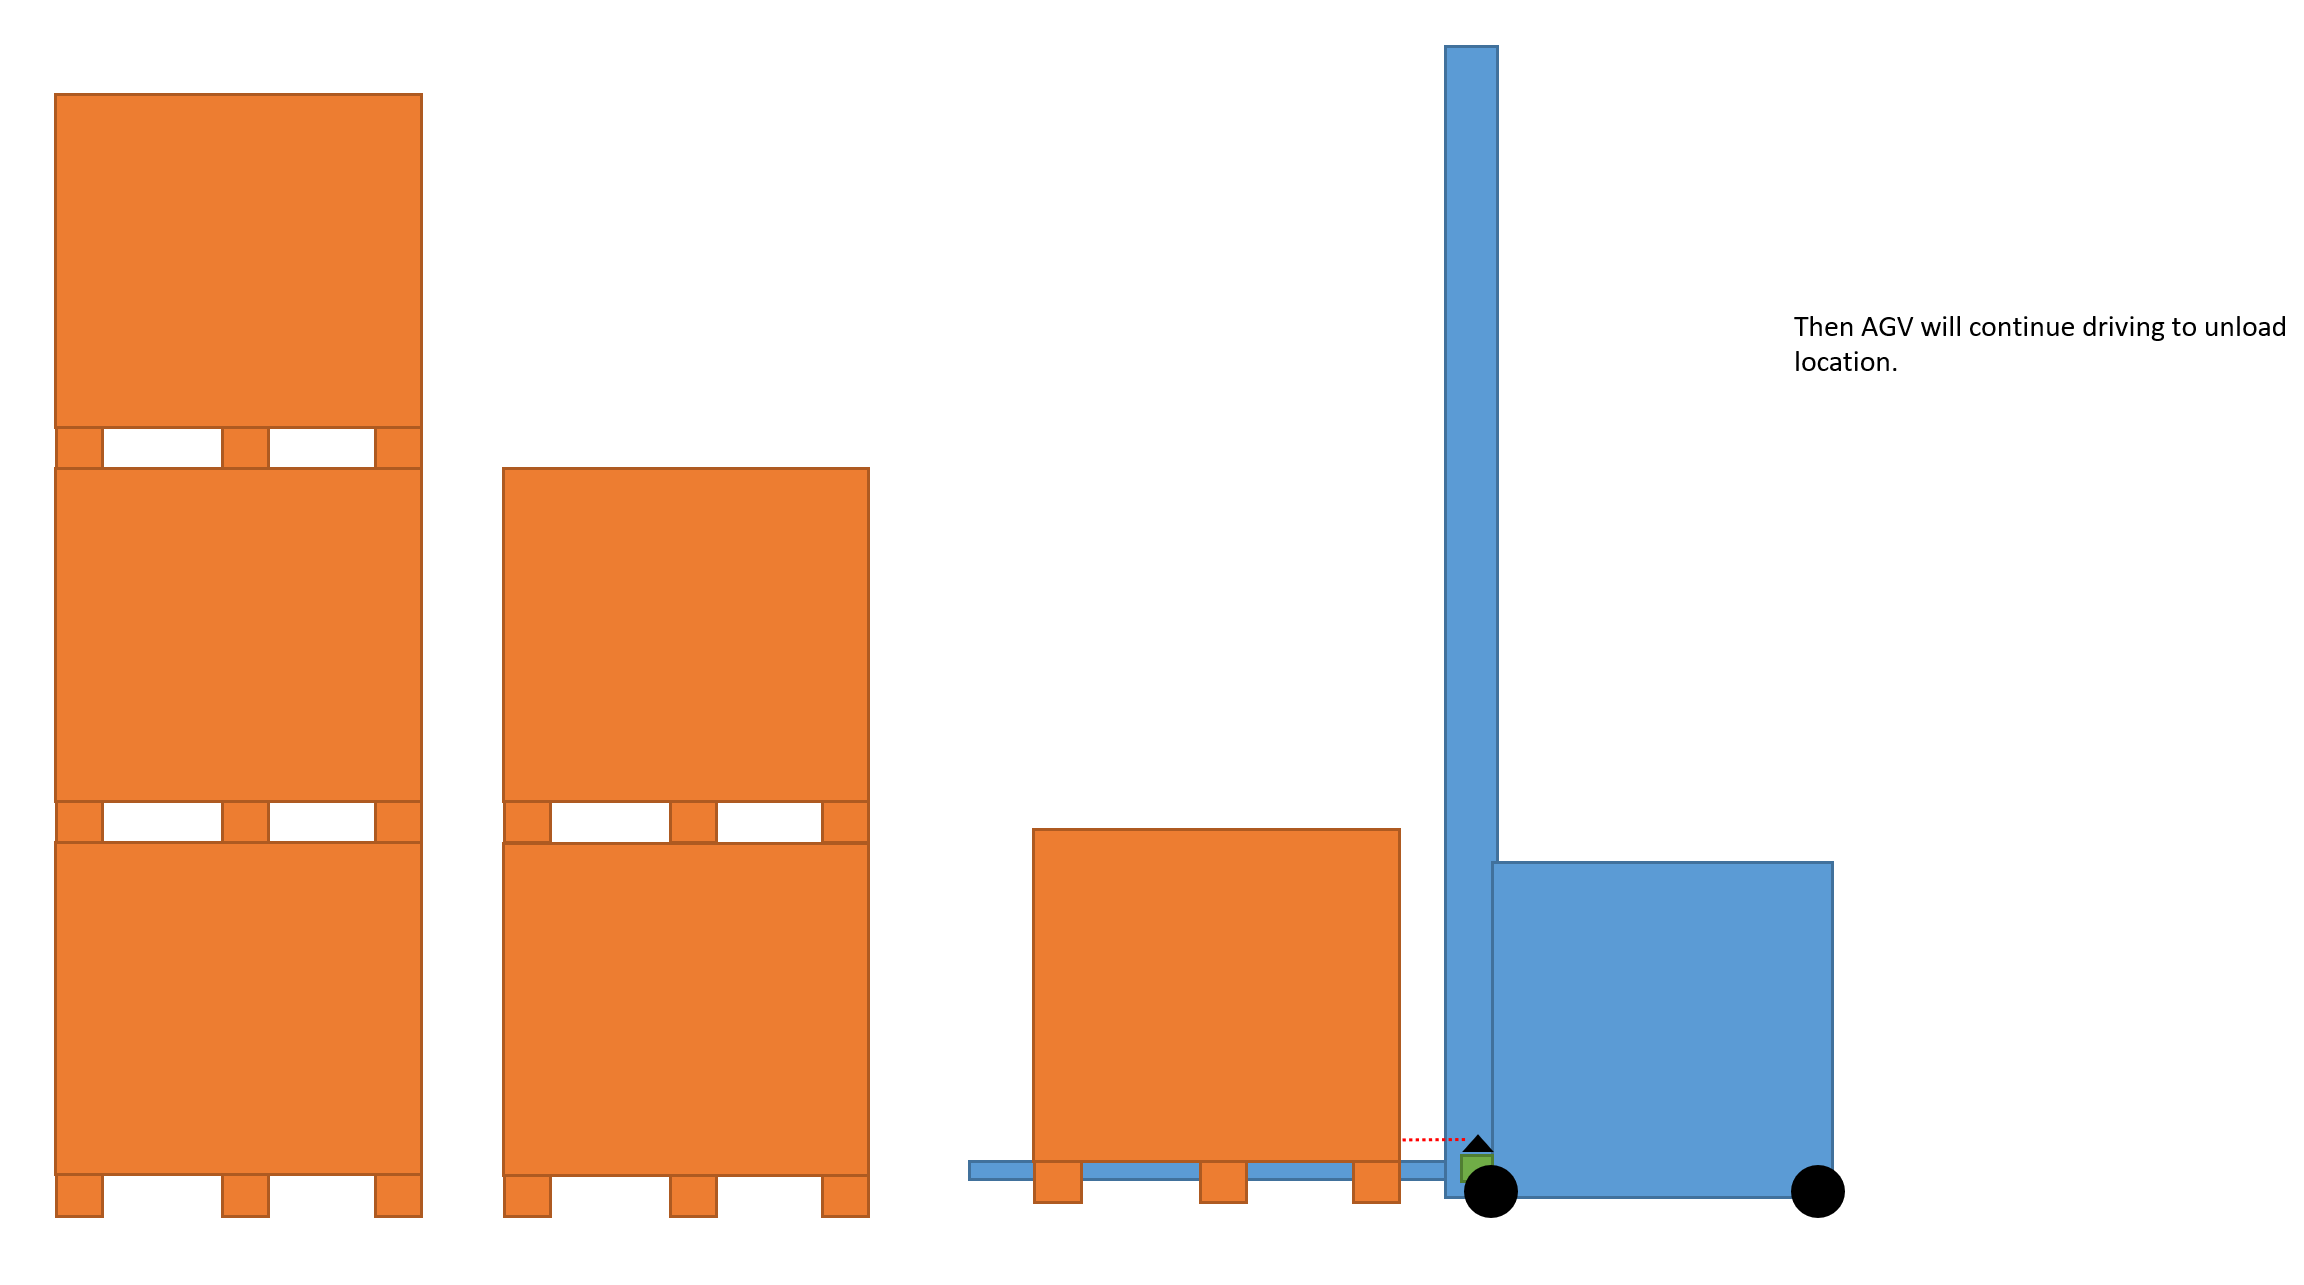 Then AGV will continue driving to unload
location.